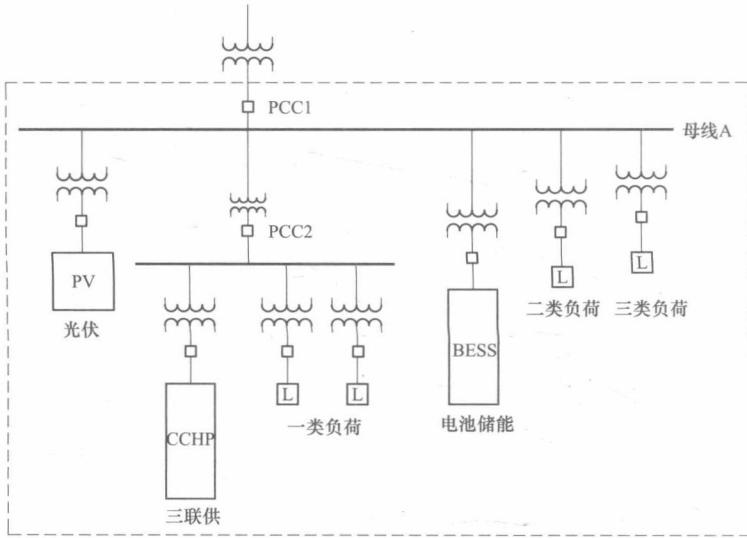 PCC1
母线A
PCC2
PV
光伏
L
L
二类负荷
三类负荷
BESS
电池储能
L
L
一类负荷
CCHP
三联供